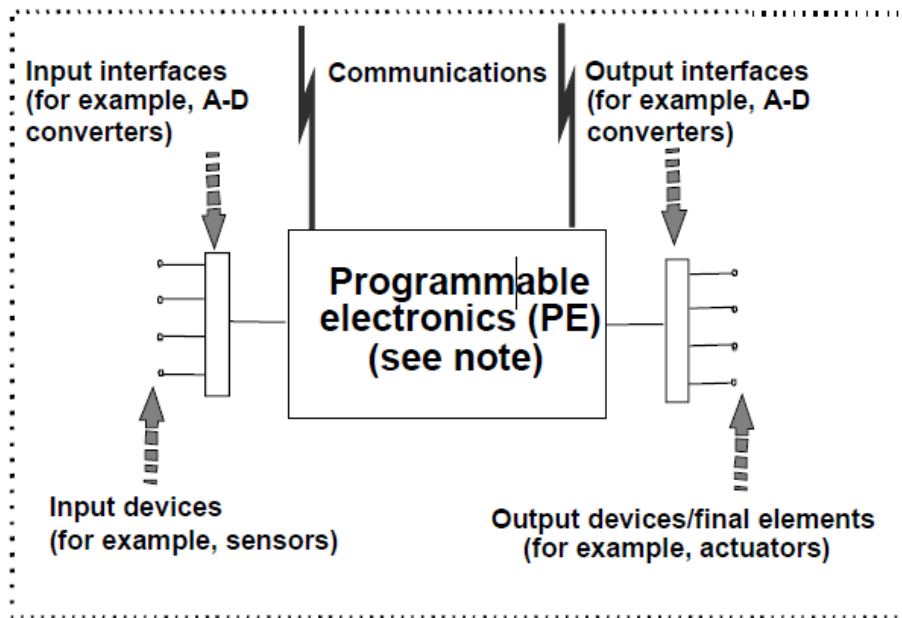 Input interfaces
(for example, A-D
converters)
Communications
Output interfaces
(for example, A-D
converters)
Programmable
electronics (PE)
(see note)
Input devices
(for example, sensors)
Output devices/final elements
(for example, actuators)